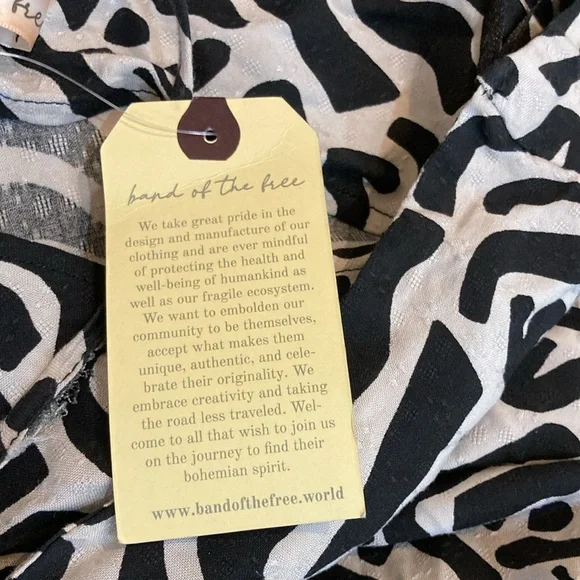 band of the free
We take great pride in the
design and manufacture of our
clothing and are ever mindful
of protecting the health and
well-being of humankind as
well as our fragile ecosystem.
We want to embolden our
community to be themselves,
accept what makes them
unique, authentic, and cele-
brate their originality. We
embrace creativity and taking
the road less traveled. Wel-
come to all that wish to join us
on the journey to find their
bohemian spirit.
www.bandofthefree.world